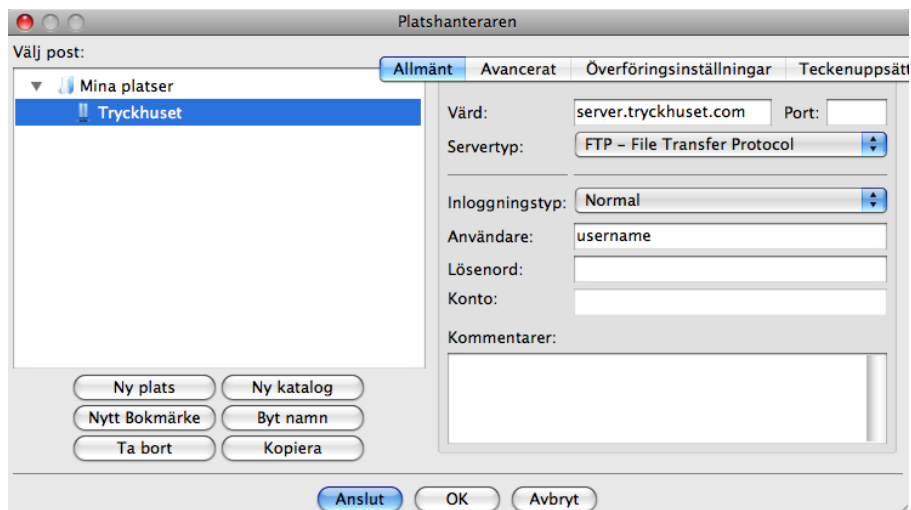 Platshanteraren
Välj post:
Mina platser
Tryckhuset
Ny plats
Ny katalog
Nytt Bokmärke
Byt namn
Ta bort
Kopiera
Allmänt
Avancerat
Överföringsinställningar
Teckenuppsätt
Värd:
server.tryckhuset.com
Port:
Servertyp:
FTP – File Transfer Protocol
Inloggningstyp:
Normal
Användare:
username
Lösenord:
Konto:
Kommentarer:
Anslut
OK
Avbryt